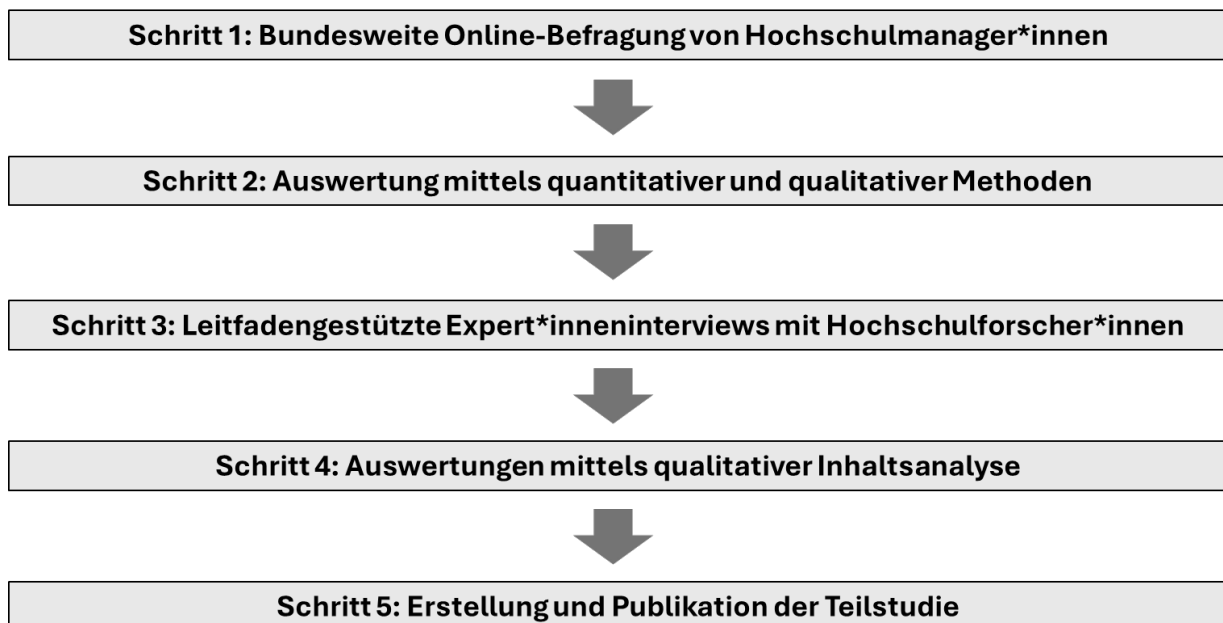 Schritt 1: Bundesweite Online-Befragung von Hochschulmanager*innen
Schritt 2: Auswertung mittels quantitativer und qualitativer Methoden
Schritt 3: Leitfadengestützte Expert*inneninterviews mit Hochschulforscher*innen
Schritt 4: Auswertungen mittels qualitativer Inhaltsanalyse
Schritt 5: Erstellung und Publikation der Teilstudie